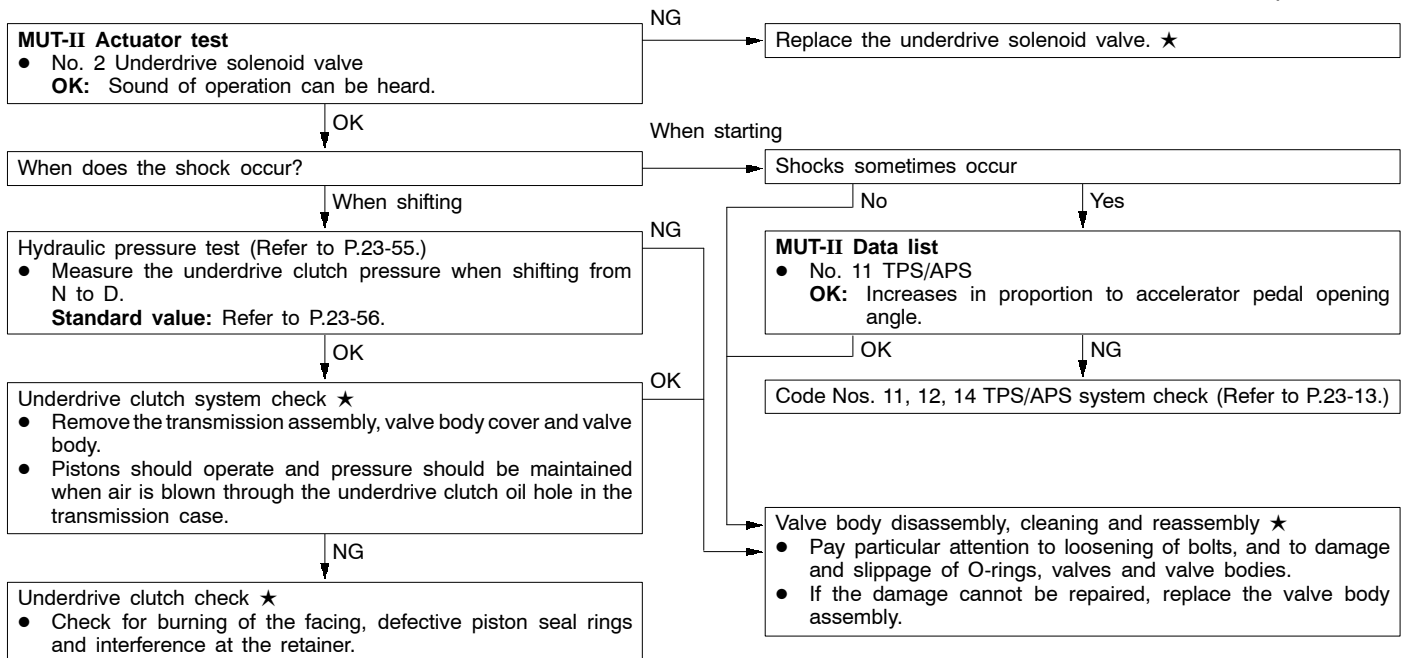 NG
MUT-II Actuator test
● No. 2 Underdrive solenoid valve
OK: Sound of operation can be heard.
Replace the underdrive solenoid valve. ★
OK
When starting
When does the shock occur?
Shocks sometimes occur
When shifting
No
Yes
NG
Hydraulic pressure test (Refer to P.23-55.)
● Measure the underdrive clutch pressure when shifting from
N to D.
Standard value: Refer to P.23-56.
MUT-II Data list
● No. 11 TPS/APS
OK: Increases in proportion to accelerator pedal opening
angle.
OK
OK
NG
OK
Underdrive clutch system check ★
● Remove the transmission assembly, valve body cover and valve
body.
● Pistons should operate and pressure should be maintained
when air is blown through the underdrive clutch oil hole in the
transmission case.
Code Nos. 11, 12, 14 TPS/APS system check (Refer to P.23-13.)
Valve body disassembly, cleaning and reassembly ★
● Pay particular attention to loosening of bolts, and to damage
and slippage of O-rings, valves and valve bodies.
● If the damage cannot be repaired, replace the valve body
assembly.
NG
Underdrive clutch check ★
● Check for burning of the facing, defective piston seal rings
and interference at the retainer.